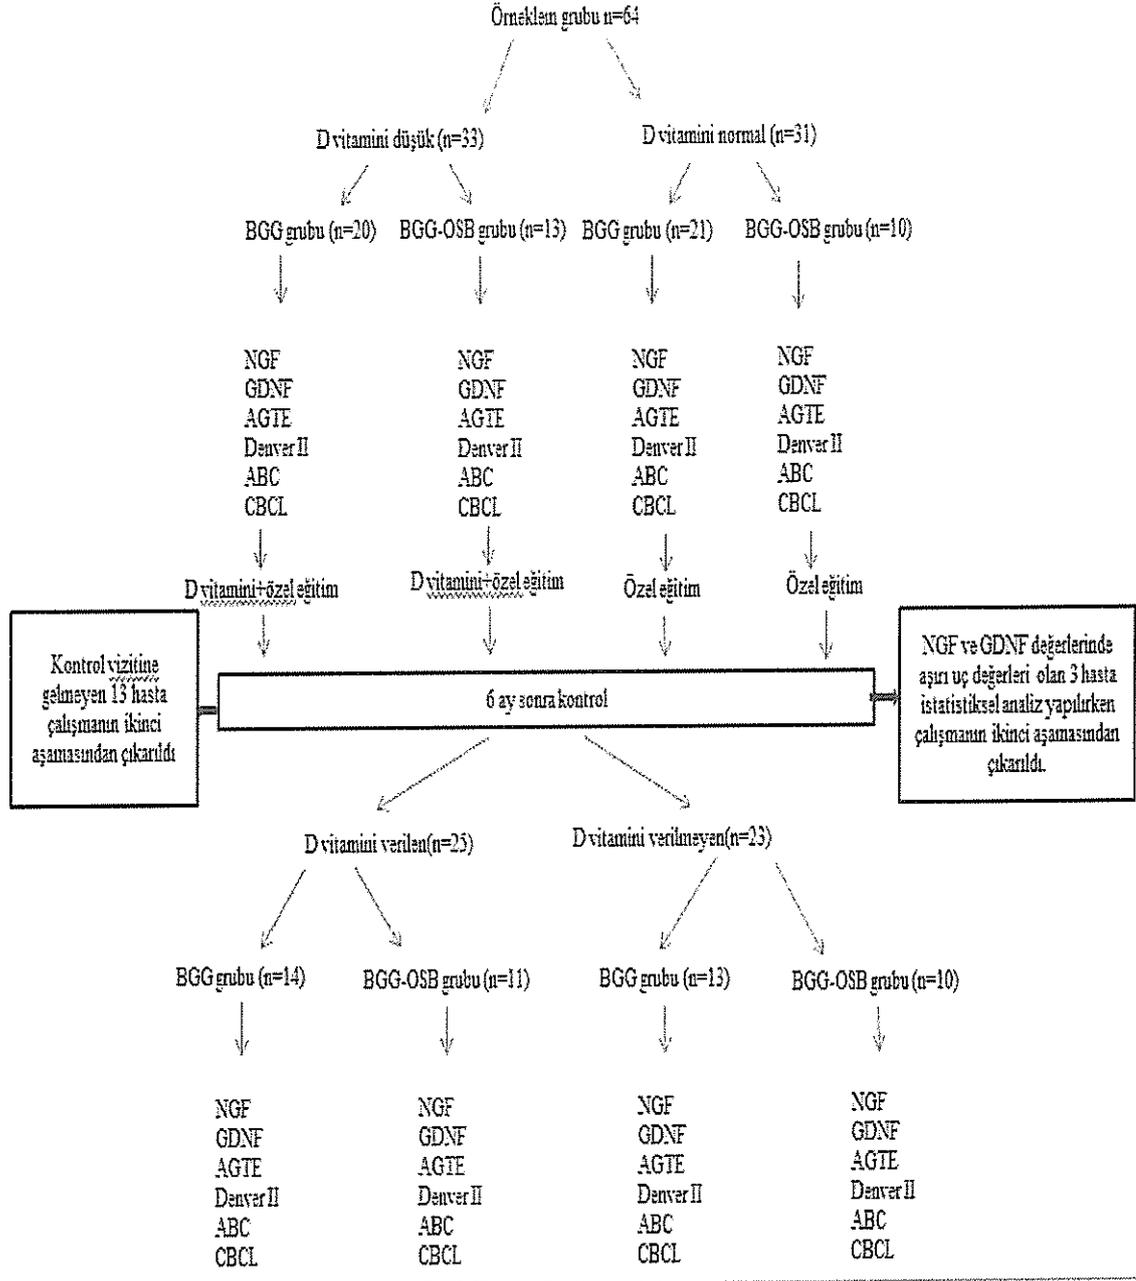 Örneklem grubu n=64
D vitamini düşük (n=33)
D vitamini normal (n=31)
BGG grubu (n=20)
BGG-OSB grubu (n=13)
BGG grubu (n=21)
BGG-OSB grubu (n=10)
NGF
GDNF
AGTE
Denver II
ABC
CBCL
NGF
GDNF
AGTE
Denver II
ABC
CBCL
NGF
GDNF
AGTE
Denver II
ABC
CBCL
NGF
GDNF
AGTE
Denver II
ABC
CBCL
D vitamini+özel eğitim
D vitamini+özel eğitim
Özel eğitim
Özel eğitim
Kontrol vizitine
gelmeyen 13 hasta
çalışmanın ikinci
aşamasından çıkarıldı
6 ay sonra kontrol
NGF ve GDNF değerlerinde
aşırı uç değerleri olan 3 hasta
istatistiksel analiz yapılırken
çalışmanın ikinci aşamasından
çıkarıldı.
D vitamini verilen(n=25)
D vitamini verilmeyen(n=23)
BGG grubu (n=14)
BGG-OSB grubu (n=11)
BGG grubu (n=13)
BGG-OSB grubu (n=10)
NGF
GDNF
AGTE
Denver II
ABC
CBCL
NGF
GDNF
AGTE
Denver II
ABC
CBCL
NGF
GDNF
AGTE
Denver II
ABC
CBCL
NGF
GDNF
AGTE
Denver II
ABC
CBCL